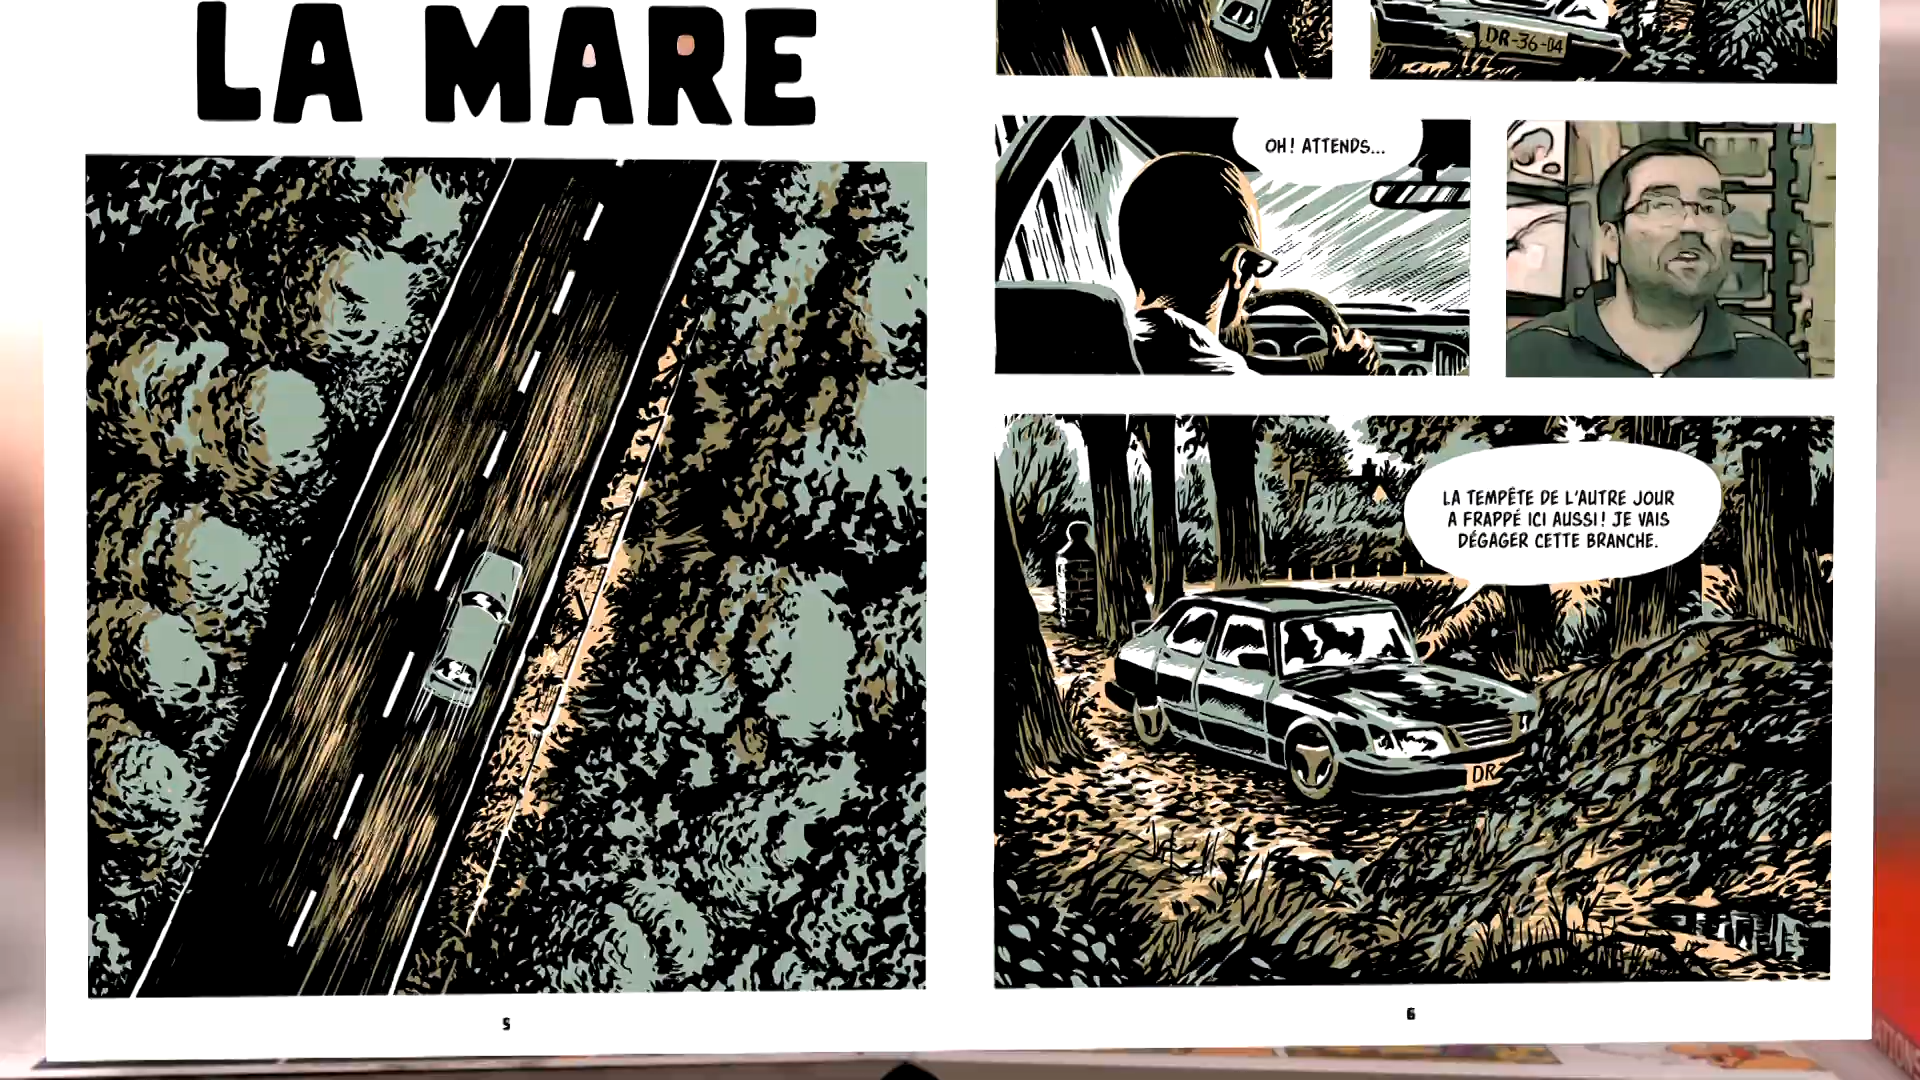 LA MARE
5
DR-36-04
OH! ATTENDS...
LA TEMPÊTE DE L'AUTRE JOUR
A FRAPPÉ ICI AUSSI! JE VAIS
DÉGAGER CETTE BRANCHE.
DR
6